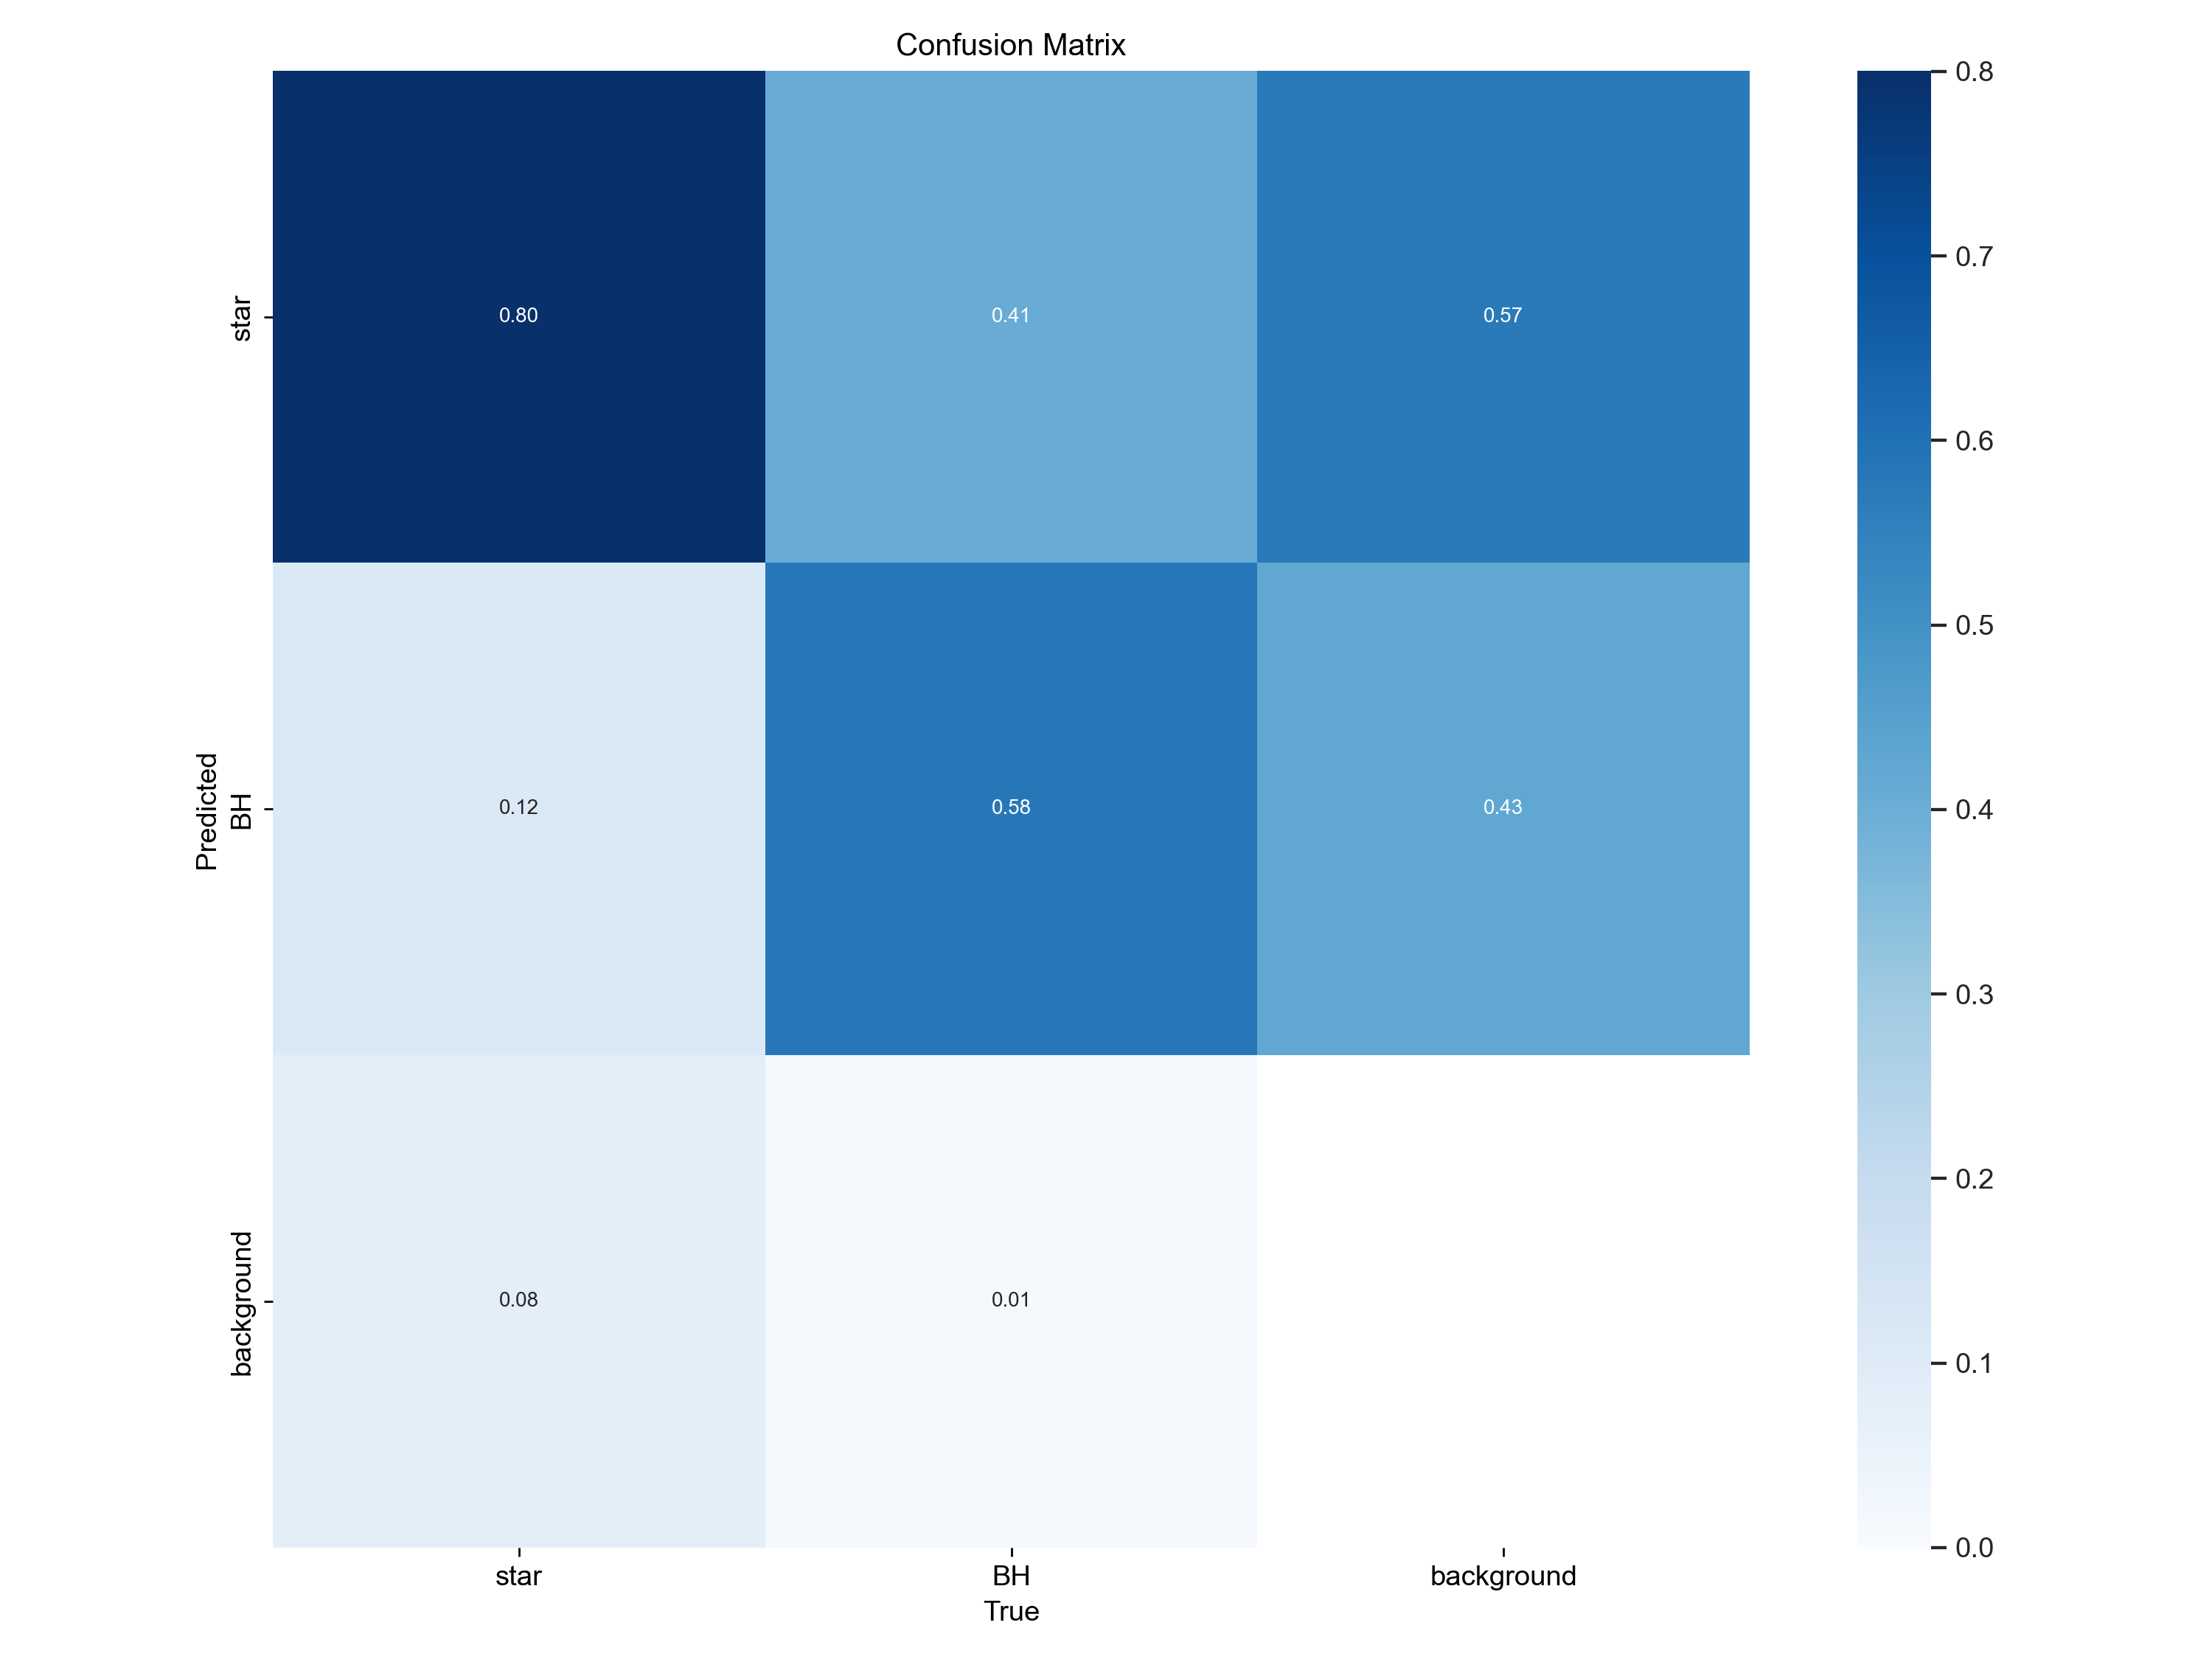 Confusion Matrix
0.80 0.41 0.57
0.12 0.58 0.43
0.08 0.01
star
BH
background
Predicted
star BH background
True
0.8
0.7
0.6
0.5
0.4
0.3
0.2
0.1
0.0